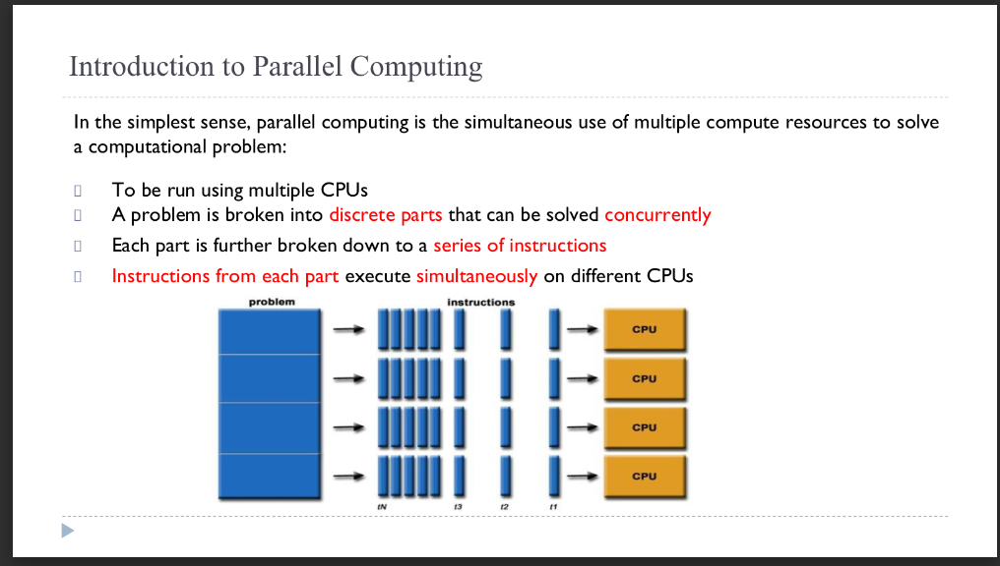 Introduction to Parallel Computing
In the simplest sense, parallel computing is the simultaneous use of multiple compute resources to solve
a computational problem:
To be run using multiple CPUs
A problem is broken into discrete parts that can be solved concurrently
Each part is further broken down to a series of instructions
Instructions from each part execute simultaneously on different CPUs
problem instructions
CPU
CPU
CPU
CPU
tN t3 t2 t1